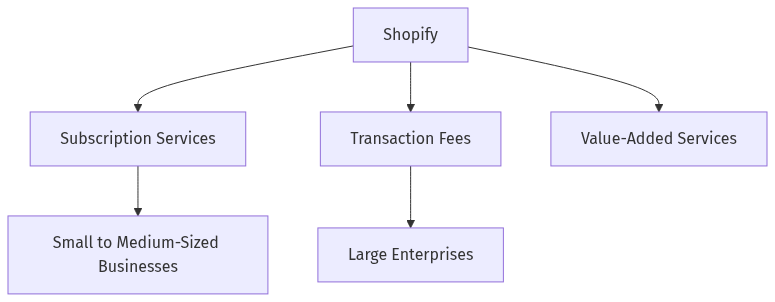 Shopify
Subscription Services
Transaction Fees
Value-Added Services
Small to Medium-Sized
Businesses
Large Enterprises